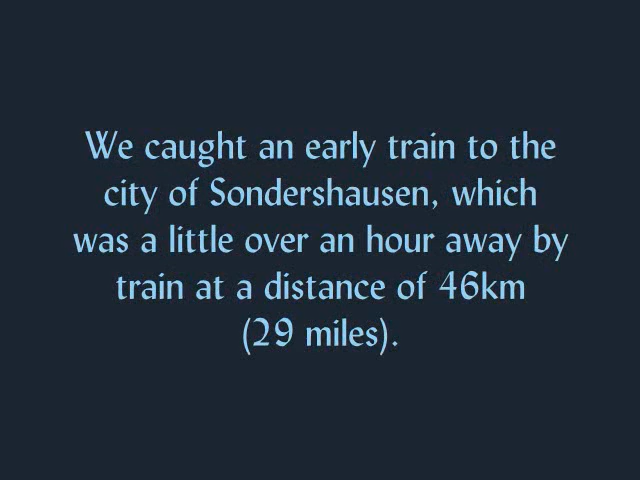 We caught an early train to the
city of Sondershausen, which
was a little over an hour away by
train at a distance of 46km
(29 miles).